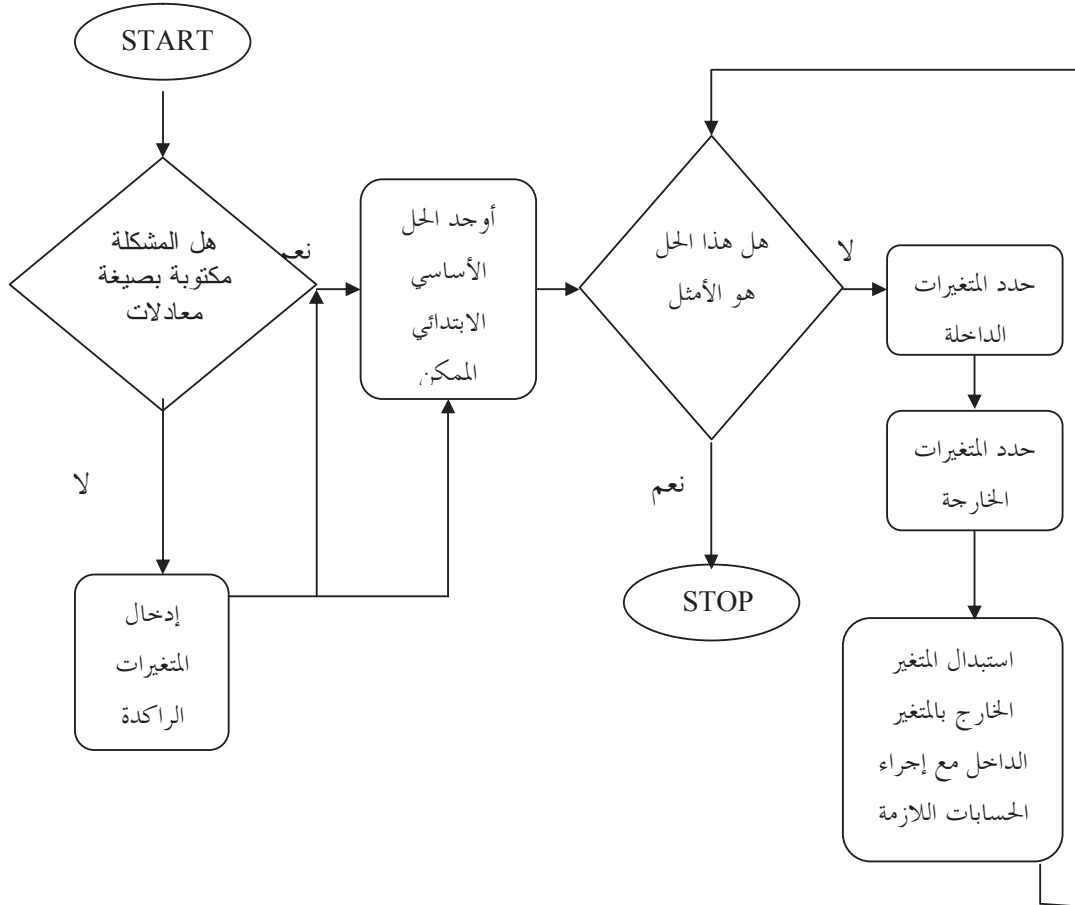 START
هل المشكلة
مكتوبة بصيغة
معادلات
نعم
لا
إدخال
المتغيرات
الراكدة
أوجد الحل
الأساسي
الابتدائي
الممكن
هل هذا الحل
هو الأمثل
نعم
STOP
لا
حدد المتغيرات
الداخلة
حدد المتغيرات
الخارجة
استبدال المتغير
الخارج بالمتغير
الداخل مع إجراء
الحسابات اللازمة